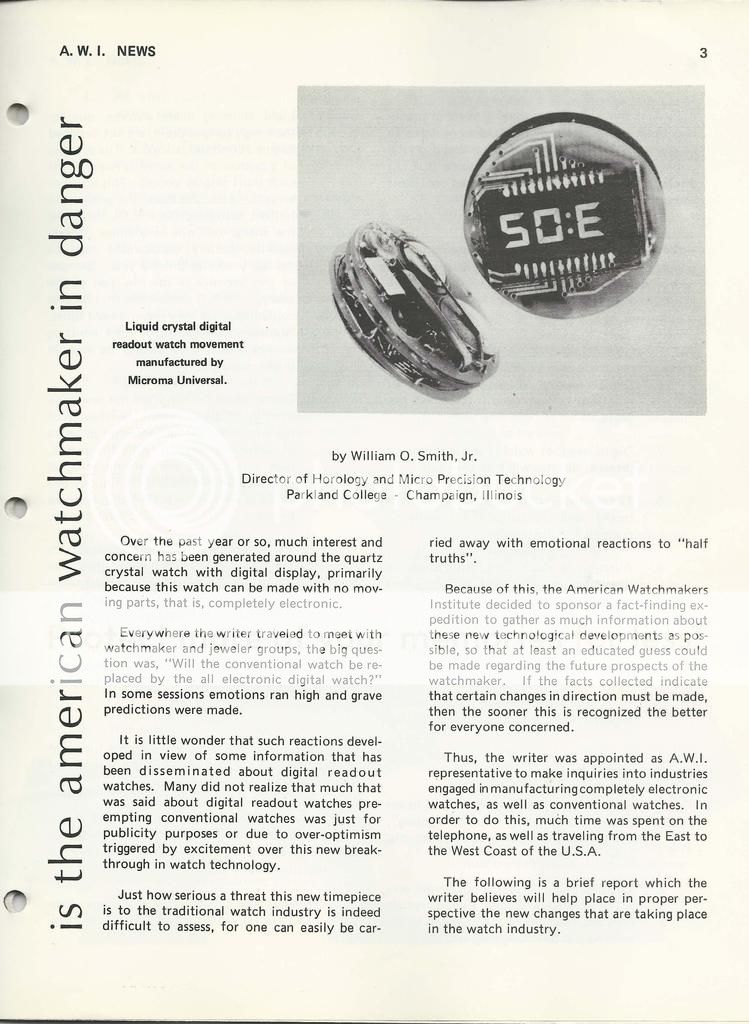 A. W. I. NEWS
3
is the american watchmaker in danger
50:E
Liquid crystal digital
readout watch movement
manufactured by
Microma Universal.
by William O. Smith, Jr.
Director of Horology and Micro Precision Technology
Parkland College - Champaign, Illinois
Over the past year or so, much interest and
concern has been generated around the quartz
crystal watch with digital display, primarily
because this watch can be made with no mov-
ing parts, that is, completely electronic.
Everywhere the writer traveled to meet with
watchmaker and jeweler groups, the big ques-
tion was, "Will the conventional watch be re-
placed by the all electronic digital watch?"
In some sessions emotions ran high and grave
predictions were made.
It is little wonder that such reactions devel-
oped in view of some information that has
been disseminated about digital readout
watches. Many did not realize that much that
was said about digital readout watches pre-
empting conventional watches was just for
publicity purposes or due to over-optimism
triggered by excitement over this new break-
through in watch technology.
Just how serious a threat this new timepiece
is to the traditional watch industry is indeed
difficult to assess, for one can easily be car-
ried away with emotional reactions to "half
truths".
Because of this, the American Watchmakers
Institute decided to sponsor a fact-finding ex-
pedition to gather as much information about
these new technological developments as pos-
sible, so that at least an educated guess could
be made regarding the future prospects of the
watchmaker. If the facts collected indicate
that certain changes in direction must be made,
then the sooner this is recognized the better
for everyone concerned.
Thus, the writer was appointed as A.W.I.
representative to make inquiries into industries
engaged in manufacturing completely electronic
watches, as well as conventional watches. In
order to do this, much time was spent on the
telephone, as well as traveling from the East to
the West Coast of the U.S.A.
The following is a brief report which the
writer believes will help place in proper per-
spective the new changes that are taking place
in the watch industry.